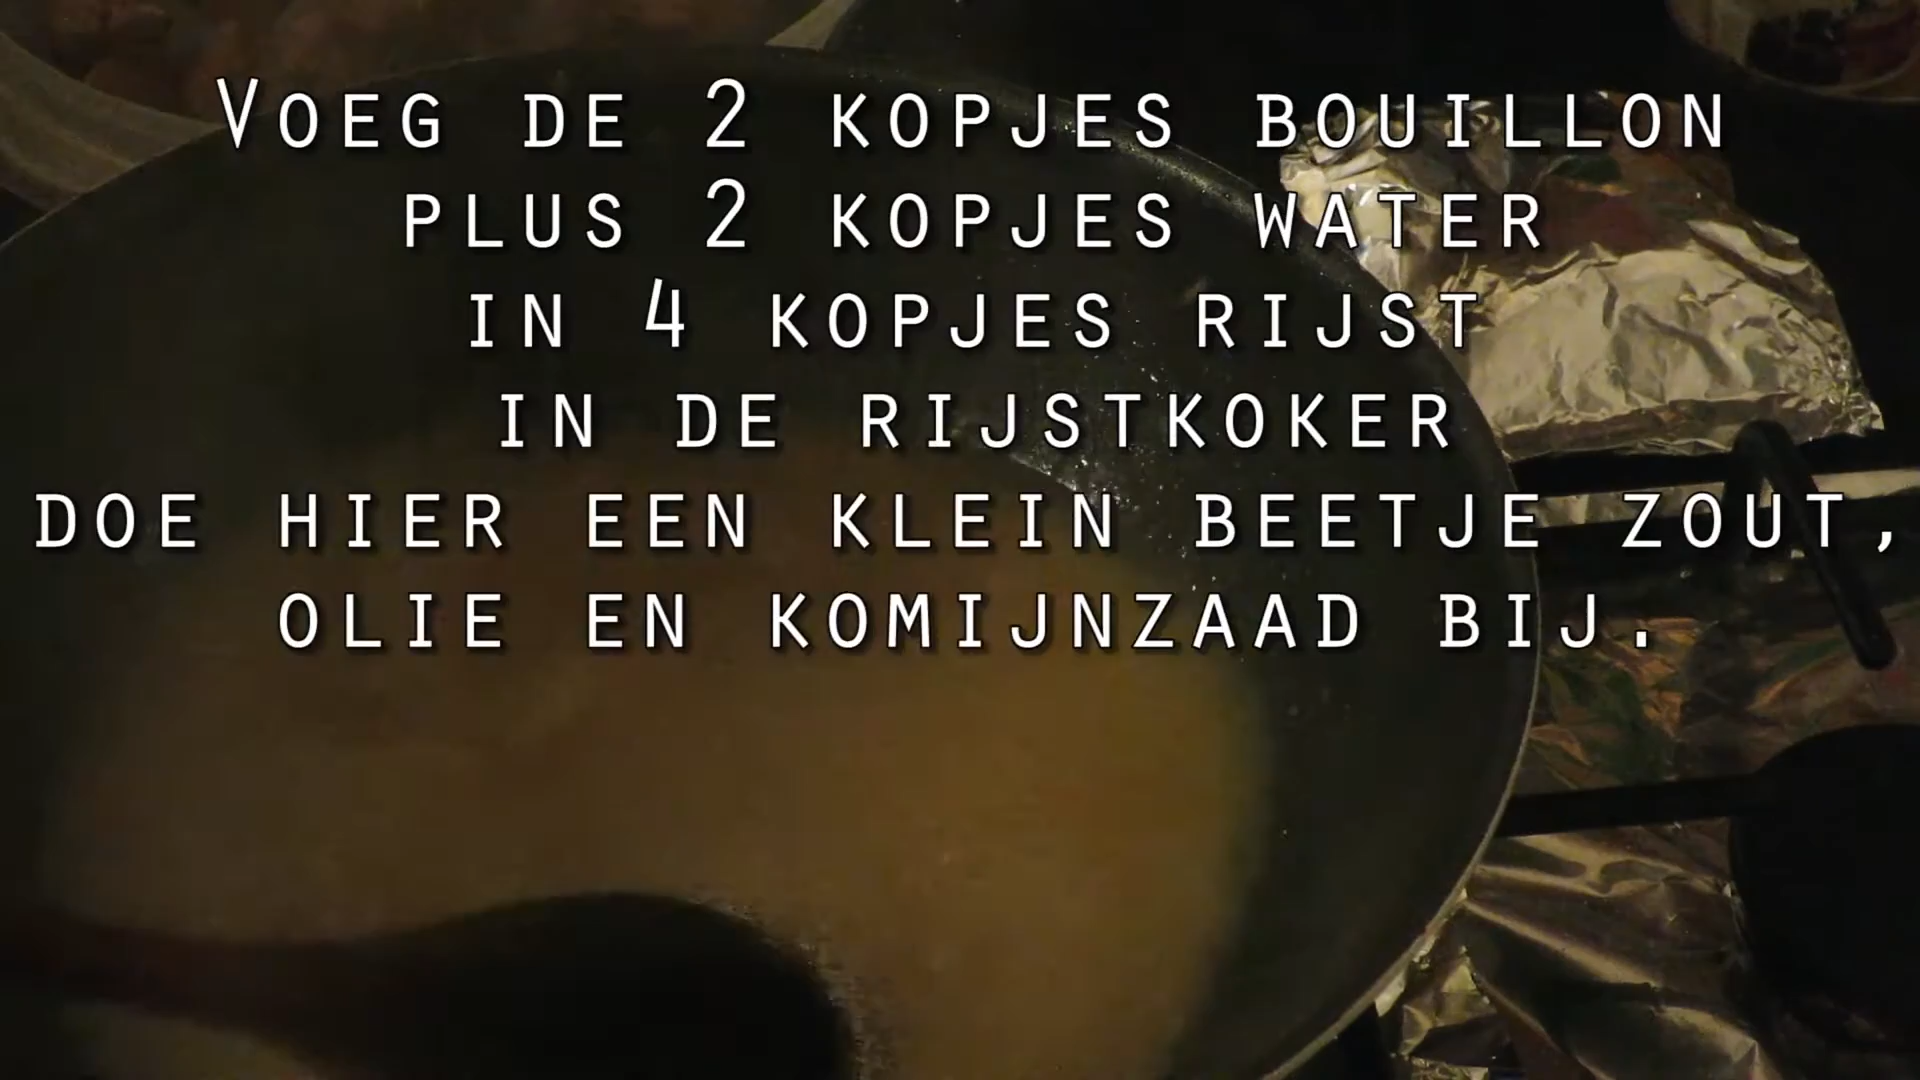 Voeg de 2 kopjes bouillon
plus 2 kopjes water
in 4 kopjes rijst
in de rijstkoker
doe hier een klein beetje zout,
olie en komijnzaad bij.